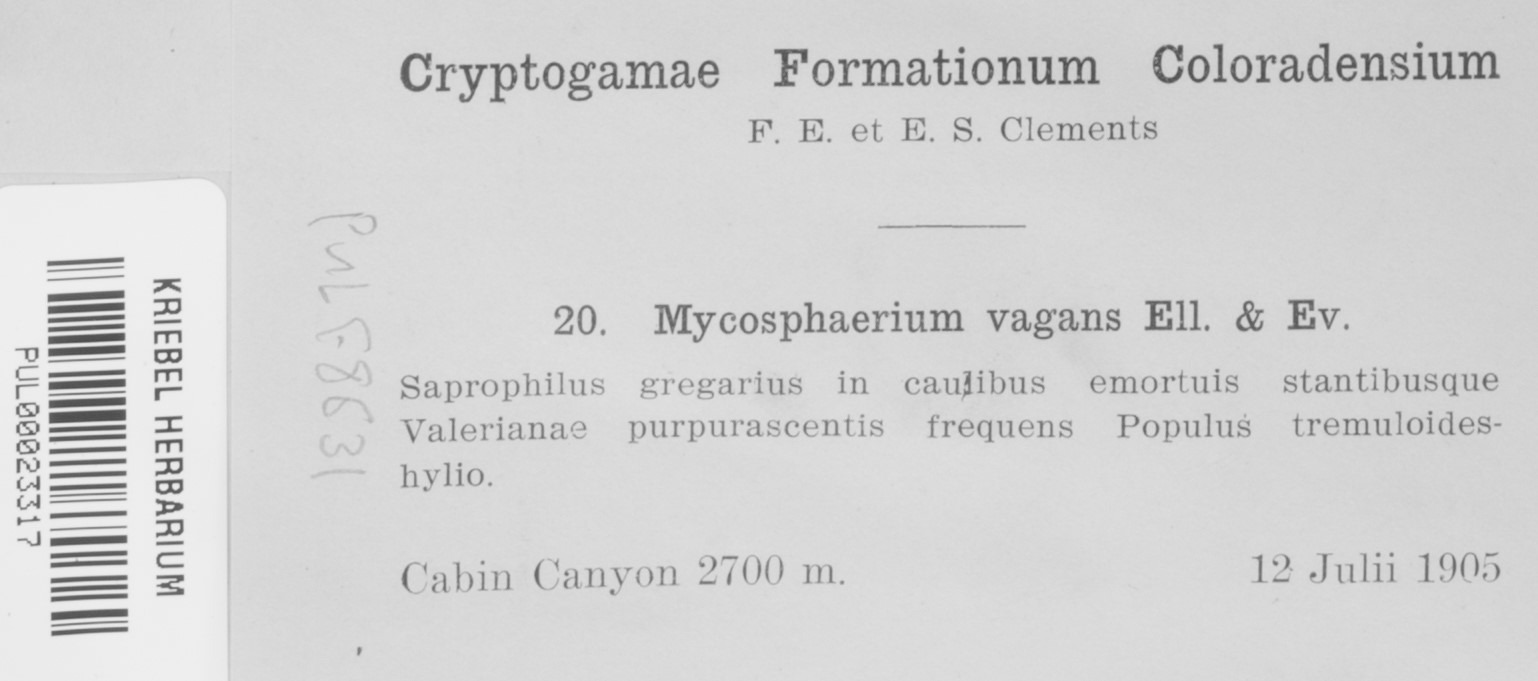 Cryptogamae Formationum Coloradensium
F. E. et E. S. Clements
20. Mycosphaerium vagans Ell. & Ev.
Saprophilus gregarius in caulibus emortuis stantibusque
Valerianae purpurascentis frequens Populus tremuloides-
hylio.
Cabin Canyon 2700 m. 12 Julii 1905
PUL F8631
KRIEBEL HERBARIUM
PUL00023317